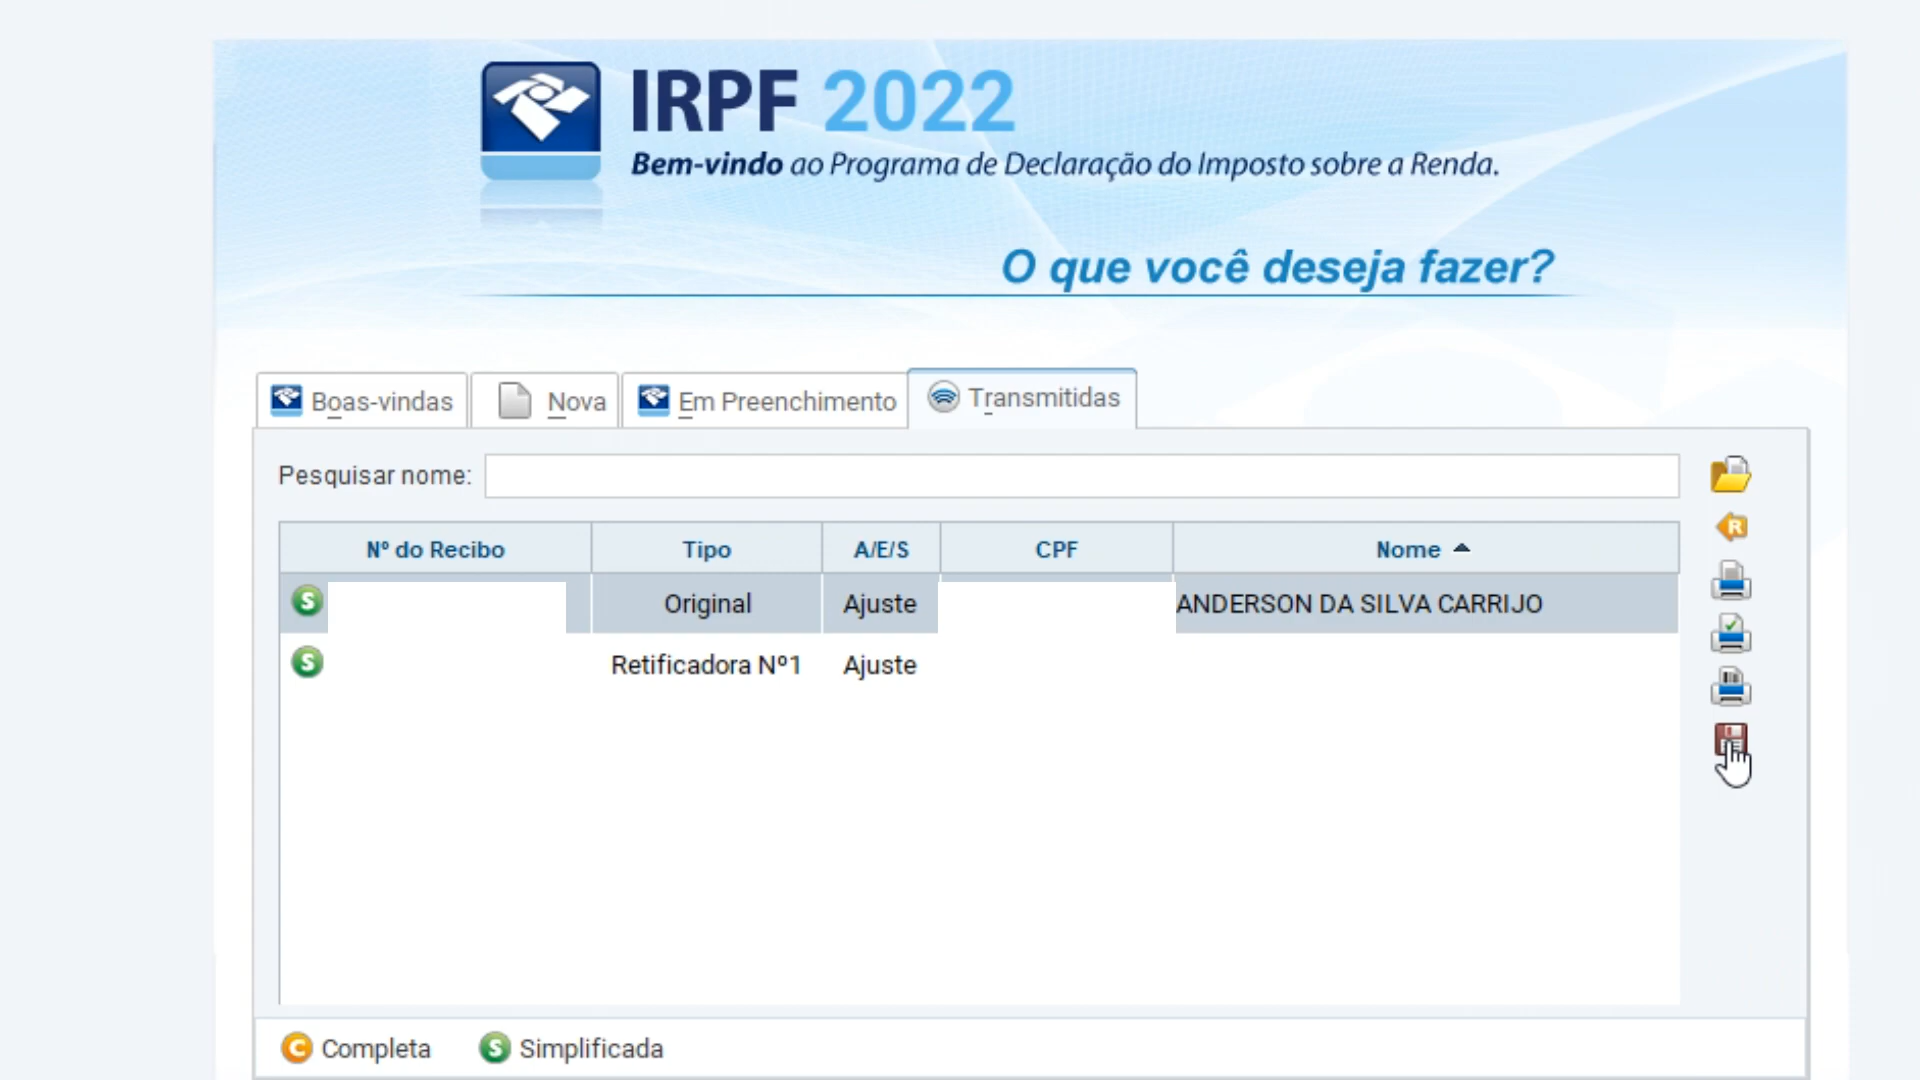 IRPF 2022
Bem-vindo ao Programa de Declaração do Imposto sobre a Renda.
O que você deseja fazer?
Boas-vindas Nova Em Preenchimento Transmitidas
Pesquisar nome:
Nº do Recibo Tipo A/E/S CPF Nome
S Original Ajuste ANDERSON DA SILVA CARRIJO
S Retificadora Nº1 Ajuste
C Completa S Simplificada
R